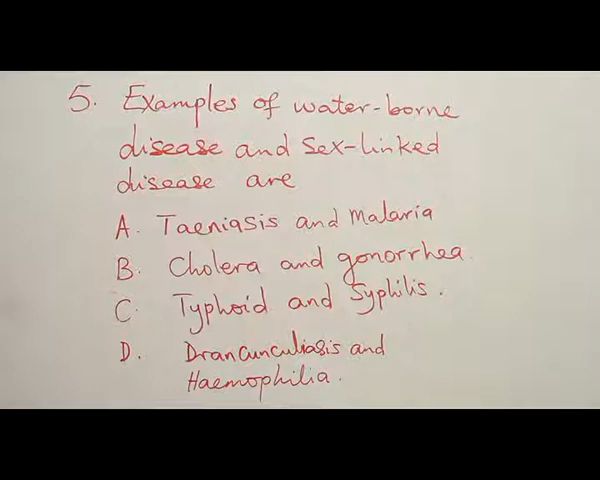 5. Examples of water-borne
disease and Sex-linked
disease are
A. Taeniasis and Malaria
B. Cholera and gonorrhea.
C. Typhoid and Syphilis.
D. Drancunculiasis and
Haemophilia.